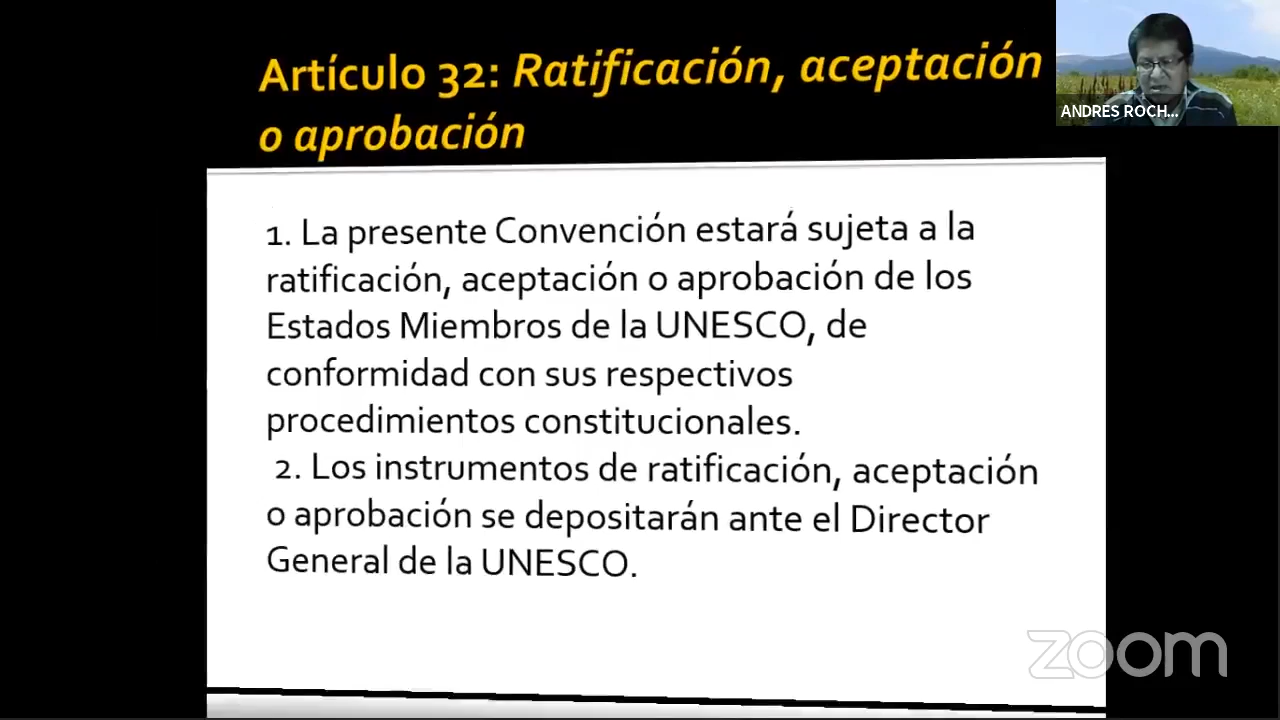 Artículo 32: Ratificación, aceptación
o aprobación
ANDRES ROCH...
1. La presente Convención estará sujeta a la
ratificación, aceptación o aprobación de los
Estados Miembros de la UNESCO, de
conformidad con sus respectivos
procedimientos constitucionales.
2. Los instrumentos de ratificación, aceptación
o aprobación se depositarán ante el Director
General de la UNESCO.
zoom